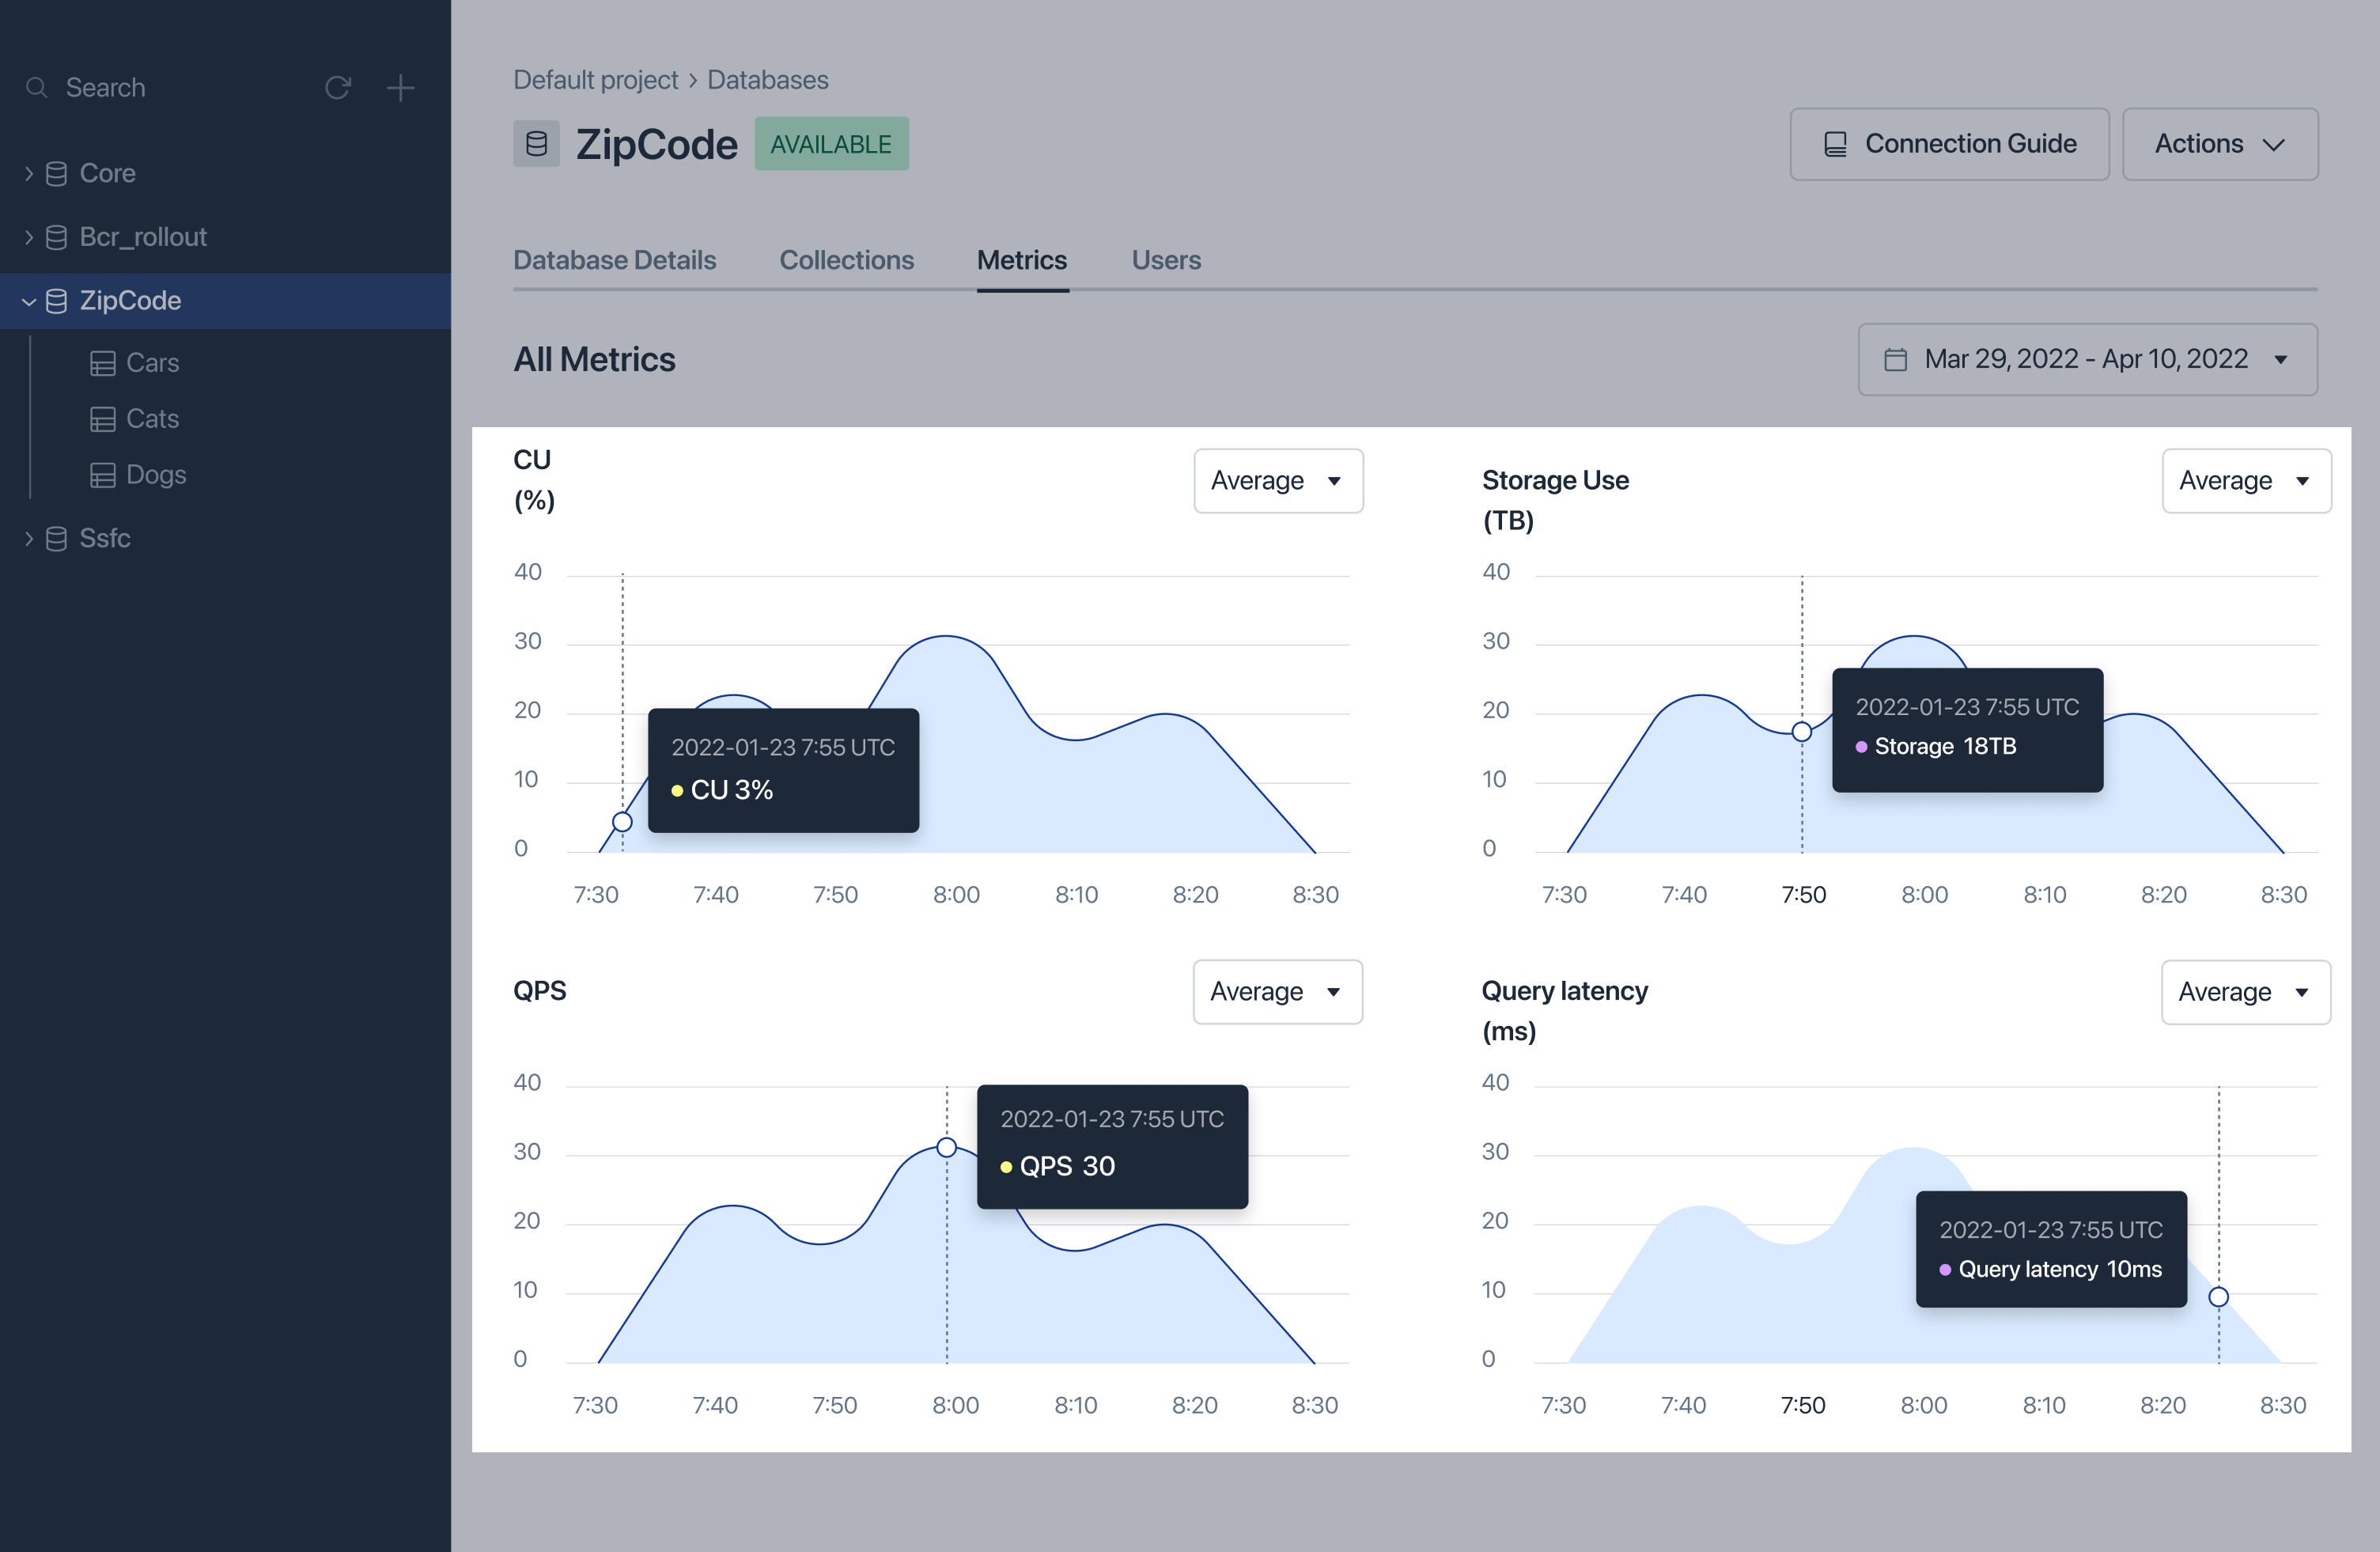 Search
Core
Bcr_rollout
ZipCode
Cars
Cats
Dogs
Ssfc
Default project > Databases
ZipCode AVAILABLE
Connection Guide
Actions
Database Details Collections Metrics Users
All Metrics
Mar 29, 2022 - Apr 10, 2022
CU
(%)
Average
40
30
20
10
0
2022-01-23 7:55 UTC
CU 3%
7:30 7:40 7:50 8:00 8:10 8:20 8:30
Storage Use
(TB)
Average
40
30
20
10
0
2022-01-23 7:55 UTC
Storage 18TB
7:30 7:40 7:50 8:00 8:10 8:20 8:30
QPS
Average
40
30
20
10
0
2022-01-23 7:55 UTC
QPS 30
7:30 7:40 7:50 8:00 8:10 8:20 8:30
Query latency
(ms)
Average
40
30
20
10
0
2022-01-23 7:55 UTC
Query latency 10ms
7:30 7:40 7:50 8:00 8:10 8:20 8:30